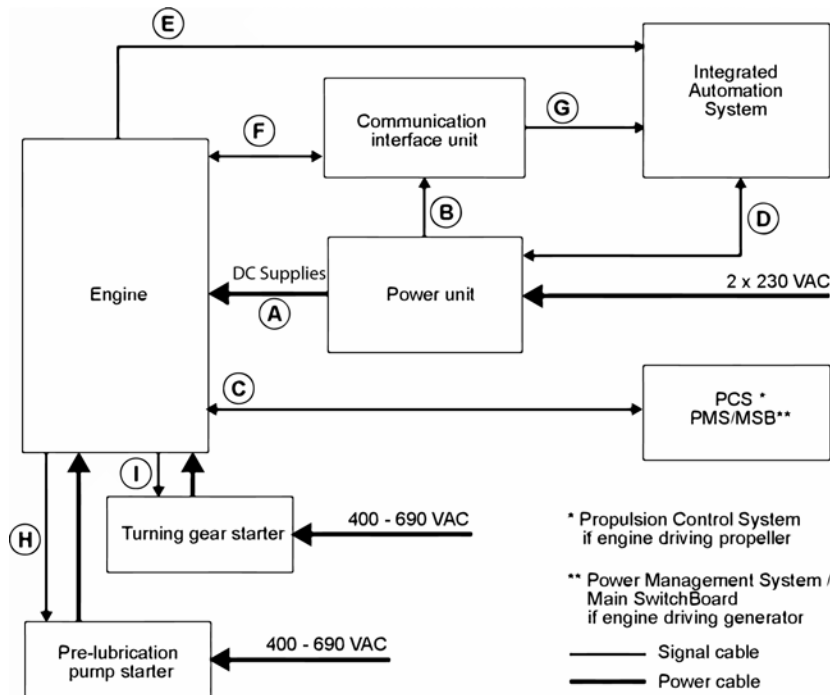 E
Integrated
Automation
System
F
Communication
interface unit
G
B
D
DC Supplies
Engine
A
Power unit
2 x 230 VAC
C
PCS *
PMS/MSB**
I
H
Turning gear starter
400 - 690 VAC
* Propulsion Control System
if engine driving propeller
** Power Management System /
Main SwitchBoard
if engine driving generator
Pre-lubrication
pump starter
400 - 690 VAC
Signal cable
Power cable